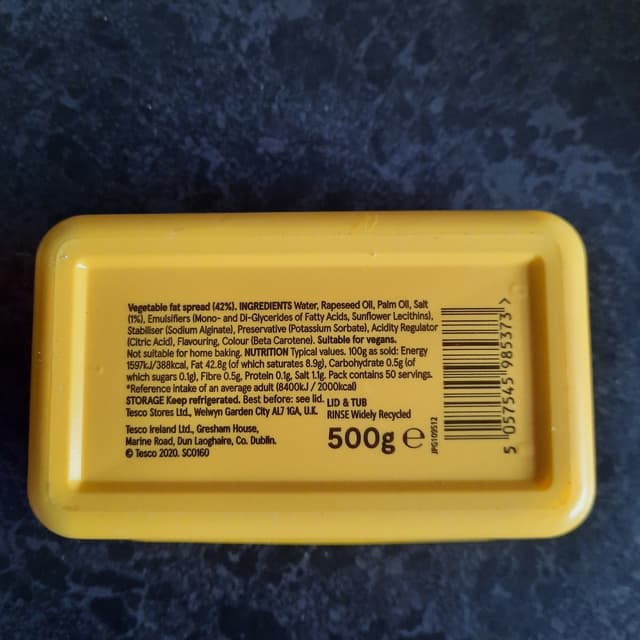 Vegetable fat spread (42%). INGREDIENTS Water, Rapeseed Oil, Palm Oil, Salt
(1%), Emulsifiers (Mono- and Di-Glycerides of Fatty Acids, Sunflower Lecithins),
Stabiliser (Sodium Alginate), Preservative (Potassium Sorbate), Acidity Regulator
(Citric Acid), Flavouring, Colour (Beta Carotene). Suitable for vegans.
Not suitable for home baking. NUTRITION Typical values. 100g as sold: Energy
1597kJ/388kcal, Fat 42.8g (of which saturates 8.9g), Carbohydrate 0.5g (of
which sugars 0.1g), Fibre 0.5g, Protein 0.1g, Salt 1.1g. Pack contains 50 servings.
*Reference intake of an average adult (8400kJ / 2000kcal)
STORAGE Keep refrigerated. Best before: see lid.
Tesco Stores Ltd., Welwyn Garden City AL7 1GA, U.K.
Tesco Ireland Ltd., Gresham House,
Marine Road, Dun Laoghaire, Co. Dublin.
© Tesco 2020. SC0160
LID & TUB
RINSE Widely Recycled
500g ℮
JPG109512
5 057545 985373 >